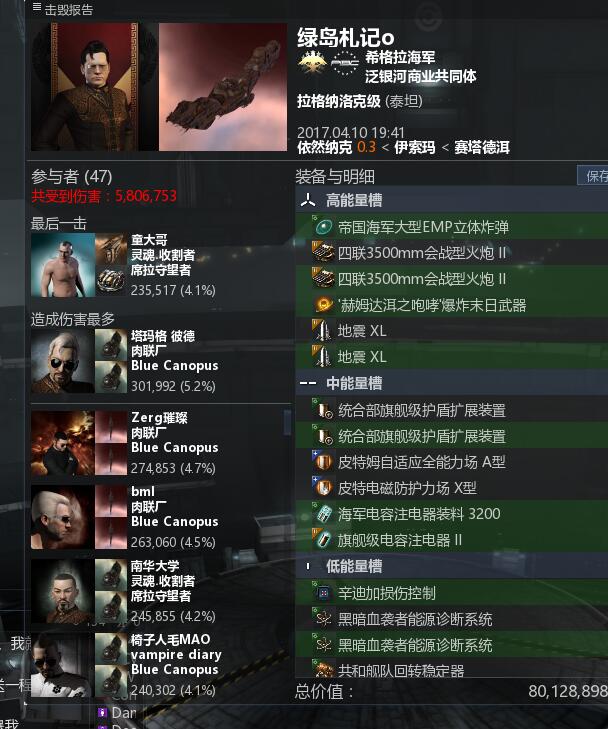 击毁报告
绿岛札记o
希格拉海军
泛银河商业共同体
拉格纳洛克级 (泰坦)
2017.04.10 19:41
依然纳克 0.3 < 伊索玛 < 赛塔德洱
参与者 (47)
共受到伤害：5,806,753
最后一击
童大哥
灵魂.收割者
席拉守望者
235,517 (4.1%)
造成伤害最多
塔玛格 彼德
肉联厂
Blue Canopus
301,992 (5.2%)
Zerg璀璨
肉联厂
Blue Canopus
274,853 (4.7%)
bml
肉联厂
Blue Canopus
263,060 (4.5%)
南华大学
灵魂.收割者
席拉守望者
245,855 (4.2%)
椅子人毛MAO
vampire diary
Blue Canopus
240,302 (4.1%)
装备与明细
保存
高能量槽
帝国海军大型EMP立体炸弹
四联3500mm会战型火炮 II
四联3500mm会战型火炮 II
'赫姆达洱之咆哮'爆炸末日武器
地震 XL
地震 XL
中能量槽
统合部旗舰级护盾扩展装置
统合部旗舰级护盾扩展装置
皮特姆自适应全能力场 A型
皮特电磁防护力场 X型
海军电容注电器装料 3200
旗舰级电容注电器 II
低能量槽
辛迪加损伤控制
黑暗血袭者能源诊断系统
黑暗血袭者能源诊断系统
共和舰队回转稳定器
总价值：
80,128,898
Dar